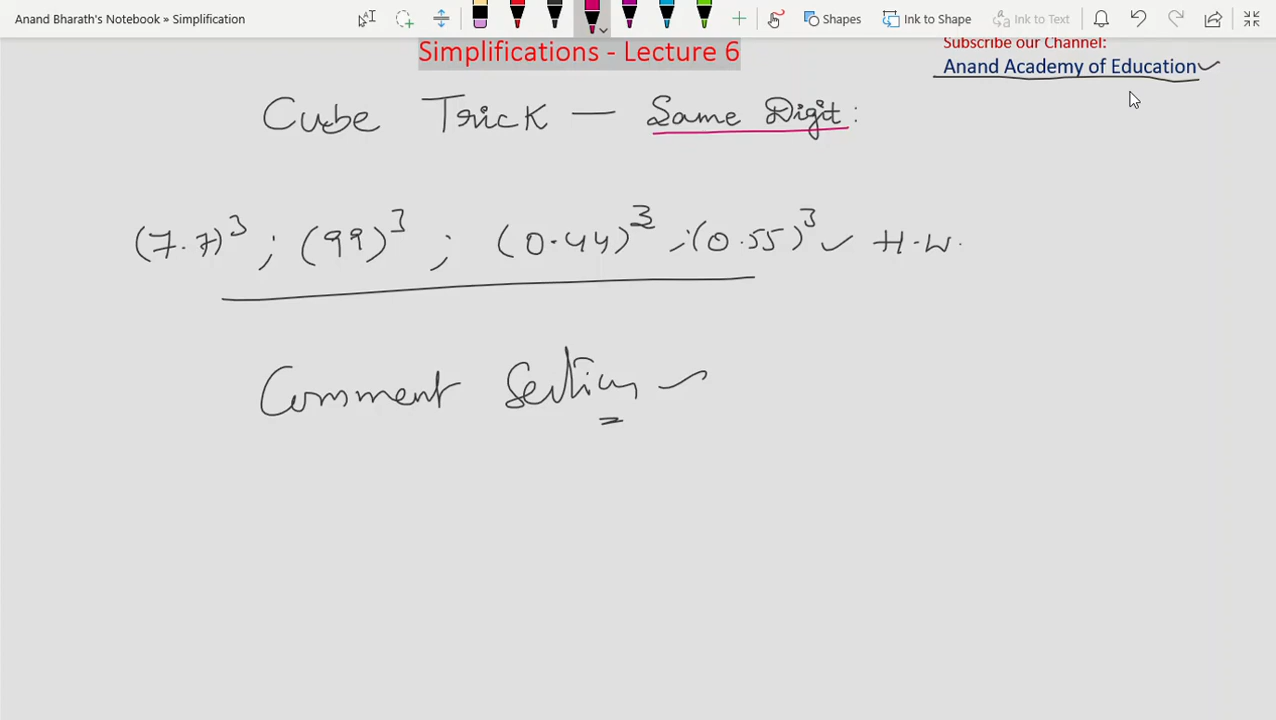 Anand Bharath's Notebook » Simplification
Shapes
Ink to Shape
Ink to Text
Simplifications - Lecture 6
Subscribe our Channel:
Anand Academy of Education
Cube Trick — Same Digit:
(7.7)³ ; (99)³ ; (0.44)³ ; (0.55)³ ✓ H.W.
Comment Section